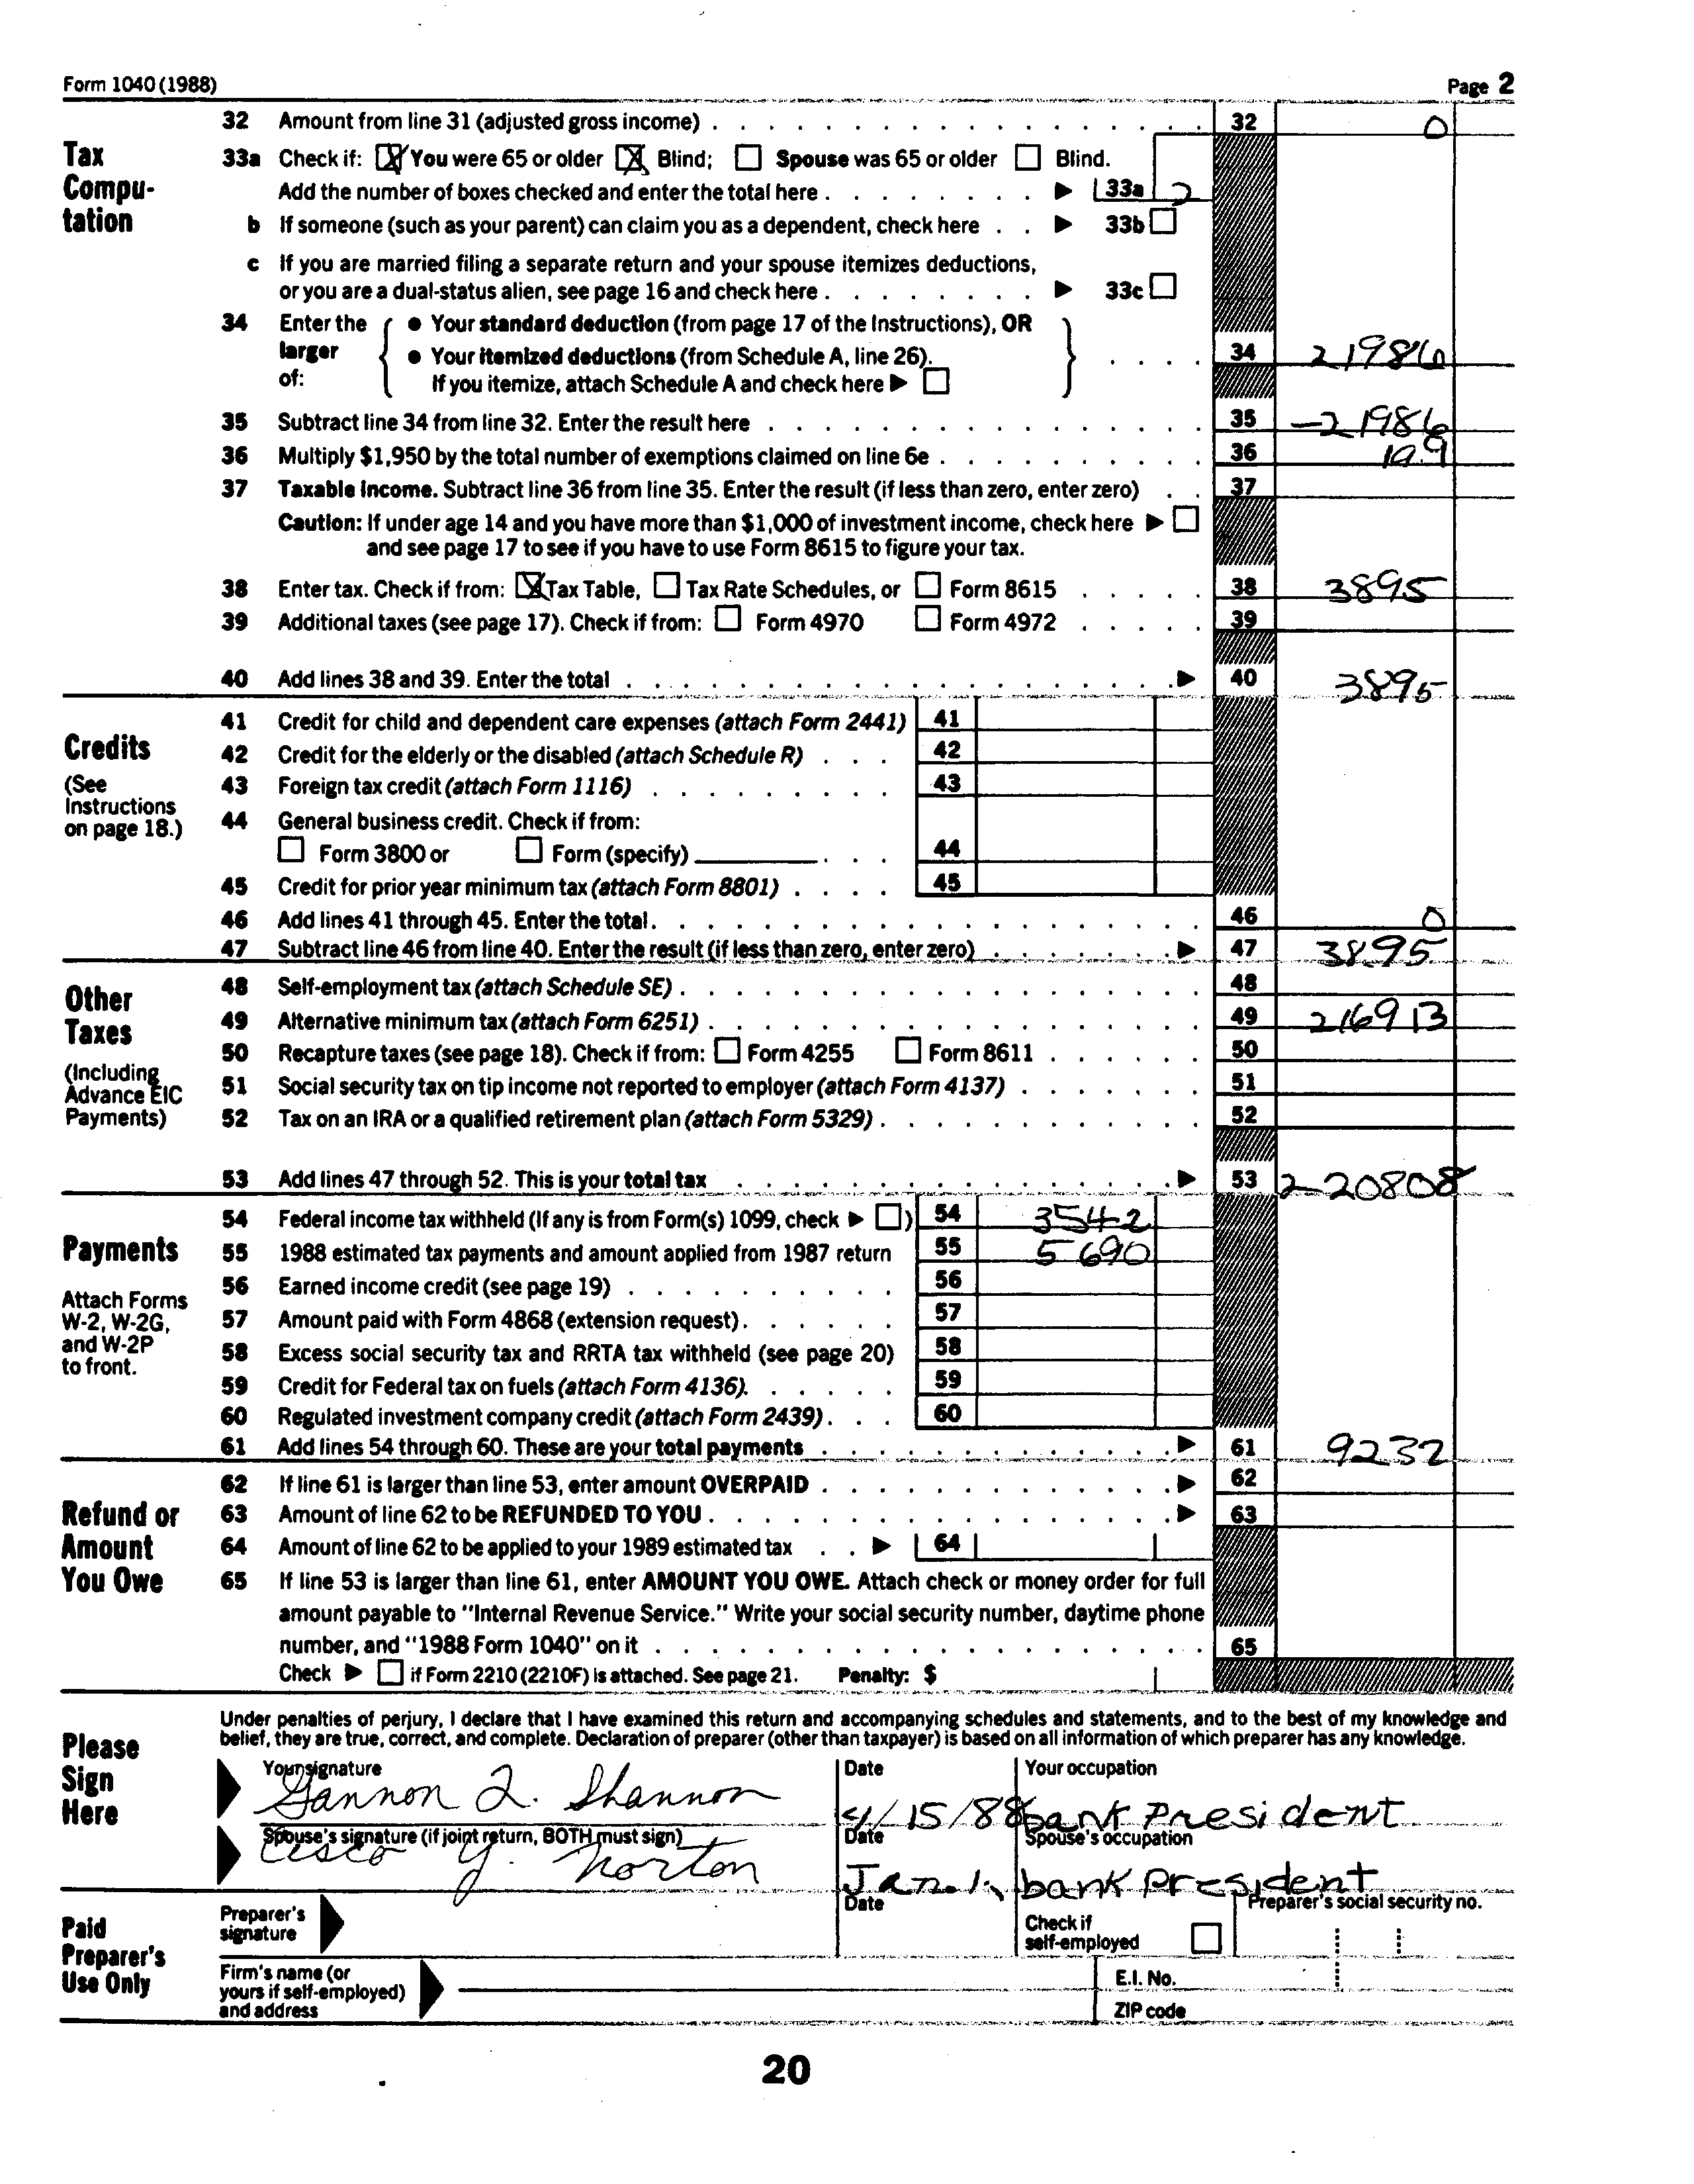 Form 1040 (1988) Page 2
Tax Computation
32 Amount from line 31 (adjusted gross income) . . . 32 0
33a Check if: [X] You were 65 or older [X] Blind; [ ] Spouse was 65 or older [ ] Blind.
Add the number of boxes checked and enter the total here . . . ▶ 33a 2
b If someone (such as your parent) can claim you as a dependent, check here . . ▶ 33b [ ]
c If you are married filing a separate return and your spouse itemizes deductions,
or you are a dual-status alien, see page 16 and check here . . . ▶ 33c [ ]
34 Enter the larger of: { ● Your standard deduction (from page 17 of the Instructions), OR
● Your itemized deductions (from Schedule A, line 26). } . . . . 34 21986
If you itemize, attach Schedule A and check here ▶ [ ]
35 Subtract line 34 from line 32. Enter the result here . . . 35 -21986
36 Multiply $1,950 by the total number of exemptions claimed on line 6e . . . 36
37 Taxable income. Subtract line 36 from line 35. Enter the result (if less than zero, enter zero) . . 37
Caution: If under age 14 and you have more than $1,000 of investment income, check here ▶ [ ]
and see page 17 to see if you have to use Form 8615 to figure your tax.
38 Enter tax. Check if from: [X] Tax Table, [ ] Tax Rate Schedules, or [ ] Form 8615 . . . 38 3895
39 Additional taxes (see page 17). Check if from: [ ] Form 4970 [ ] Form 4972 . . . 39
40 Add lines 38 and 39. Enter the total . . . ▶ 40 3895
Credits
(See Instructions on page 18.)
41 Credit for child and dependent care expenses (attach Form 2441) 41
42 Credit for the elderly or the disabled (attach Schedule R) . . . 42
43 Foreign tax credit (attach Form 1116) . . . 43
44 General business credit. Check if from:
[ ] Form 3800 or [ ] Form (specify) . . . 44
45 Credit for prior year minimum tax (attach Form 8801) . . . . 45
46 Add lines 41 through 45. Enter the total . . . 46 0
47 Subtract line 46 from line 40. Enter the result (if less than zero, enter zero) . . . ▶ 47 3895
Other Taxes
(Including Advance EIC Payments)
48 Self-employment tax (attach Schedule SE) . . . 48
49 Alternative minimum tax (attach Form 6251) . . . 49 216913
50 Recapture taxes (see page 18). Check if from: [ ] Form 4255 [ ] Form 8611 . . . 50
51 Social security tax on tip income not reported to employer (attach Form 4137) . . . 51
52 Tax on an IRA or a qualified retirement plan (attach Form 5329) . . . 52
53 Add lines 47 through 52. This is your total tax . . . ▶ 53 220808
Payments
Attach Forms W-2, W-2G, and W-2P to front.
54 Federal income tax withheld (If any is from Form(s) 1099, check ▶ [ ]) 54 3542
55 1988 estimated tax payments and amount applied from 1987 return 55 5690
56 Earned income credit (see page 19) . . . 56
57 Amount paid with Form 4868 (extension request) . . . 57
58 Excess social security tax and RRTA tax withheld (see page 20) 58
59 Credit for Federal tax on fuels (attach Form 4136). . . . 59
60 Regulated investment company credit (attach Form 2439) . . . 60
61 Add lines 54 through 60. These are your total payments . . . ▶ 61 9232
Refund or Amount You Owe
62 If line 61 is larger than line 53, enter amount OVERPAID . . . ▶ 62
63 Amount of line 62 to be REFUNDED TO YOU . . . ▶ 63
64 Amount of line 62 to be applied to your 1989 estimated tax . . ▶ 64
65 If line 53 is larger than line 61, enter AMOUNT YOU OWE. Attach check or money order for full
amount payable to "Internal Revenue Service." Write your social security number, daytime phone
number, and "1988 Form 1040" on it . . . 65
Check ▶ [ ] if Form 2210 (2210F) is attached. See page 21. Penalty: $
Please Sign Here
Under penalties of perjury, I declare that I have examined this return and accompanying schedules and statements, and to the best of my knowledge and
belief, they are true, correct, and complete. Declaration of preparer (other than taxpayer) is based on all information of which preparer has any knowledge.
Your signature Date Your occupation
Gannon Q. Shannon 4/15/88 bank President
Spouse's signature (if joint return, BOTH must sign) Date Spouse's occupation
Cisco Y. Norton Jan. bank President
Paid Preparer's Use Only
Preparer's signature Date Check if self-employed [ ] Preparer's social security no.
Firm's name (or yours if self-employed) and address E.I. No.
ZIP code
20